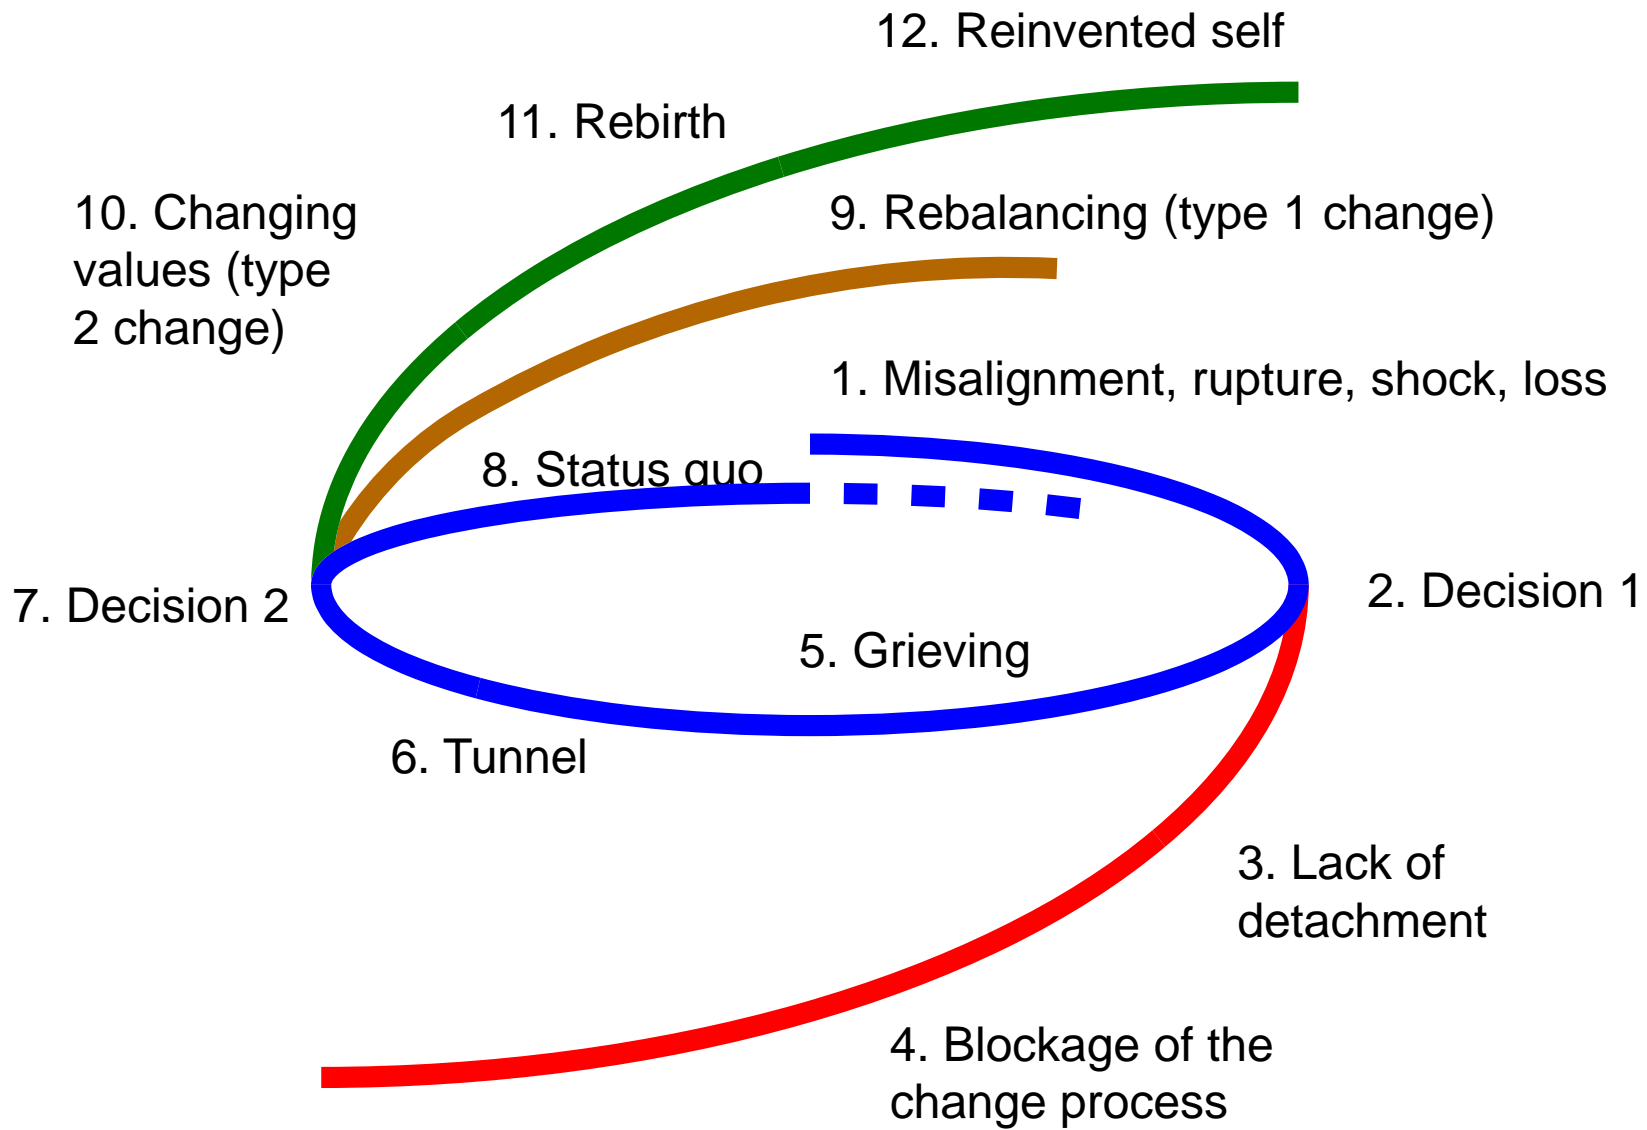 12. Reinvented self
11. Rebirth
10. Changing
values (type
2 change)
9. Rebalancing (type 1 change)
1. Misalignment, rupture, shock, loss
8. Status quo
7. Decision 2
2. Decision 1
5. Grieving
6. Tunnel
3. Lack of
detachment
4. Blockage of the
change process